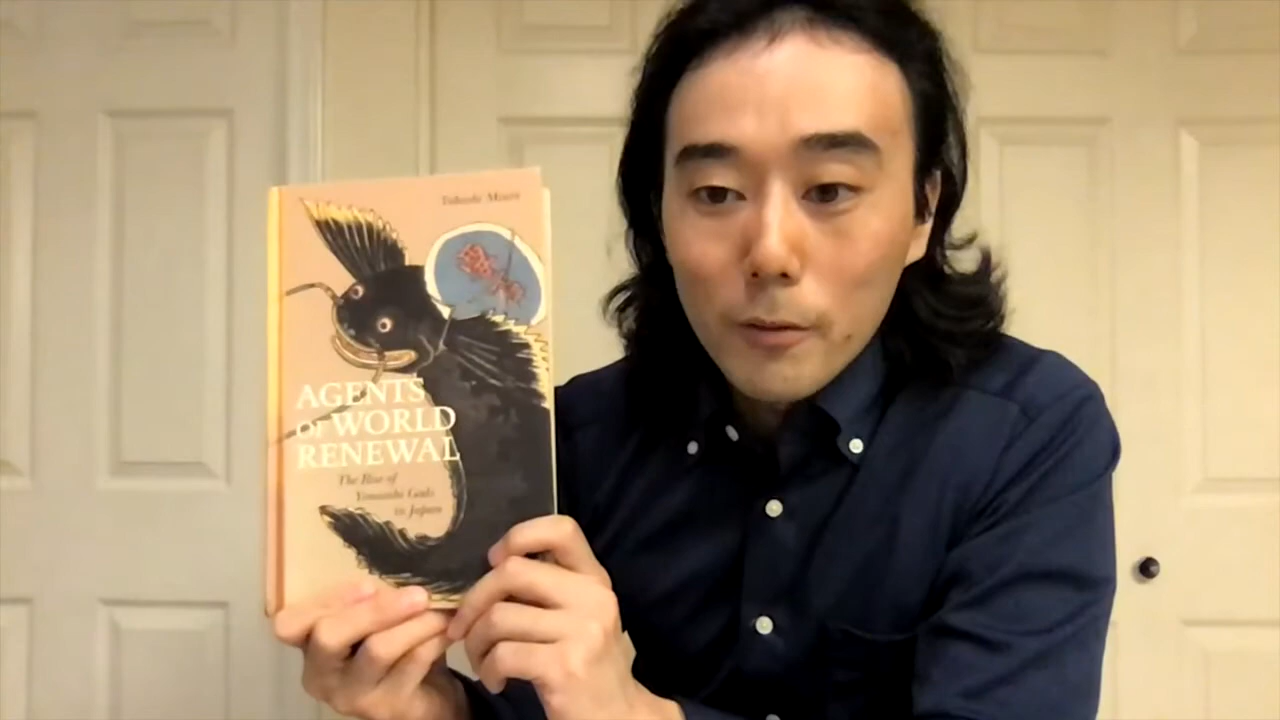 Takashi Miura
AGENTS
OF WORLD
RENEWAL
The Rise of
Yonaoshi Gods
in Japan